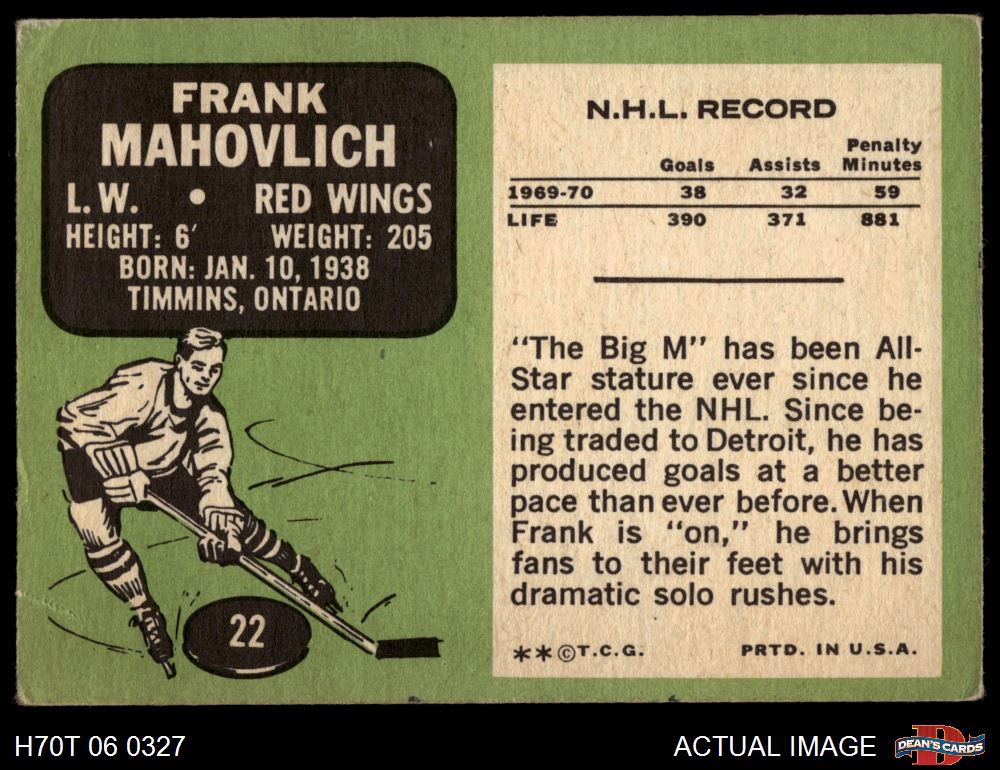 FRANK
MAHOVLICH
L.W. • RED WINGS
HEIGHT: 6' WEIGHT: 205
BORN: JAN. 10, 1938
TIMMINS, ONTARIO
22
N.H.L. RECORD
Goals Assists Penalty Minutes
1969-70 38 32 59
LIFE 390 371 881
"The Big M" has been All-
Star stature ever since he
entered the NHL. Since be-
ing traded to Detroit, he has
produced goals at a better
pace than ever before. When
Frank is "on," he brings
fans to their feet with his
dramatic solo rushes.
**©T.C.G. PRTD. IN U.S.A.
H70T 06 0327 ACTUAL IMAGE DEAN'S CARDS